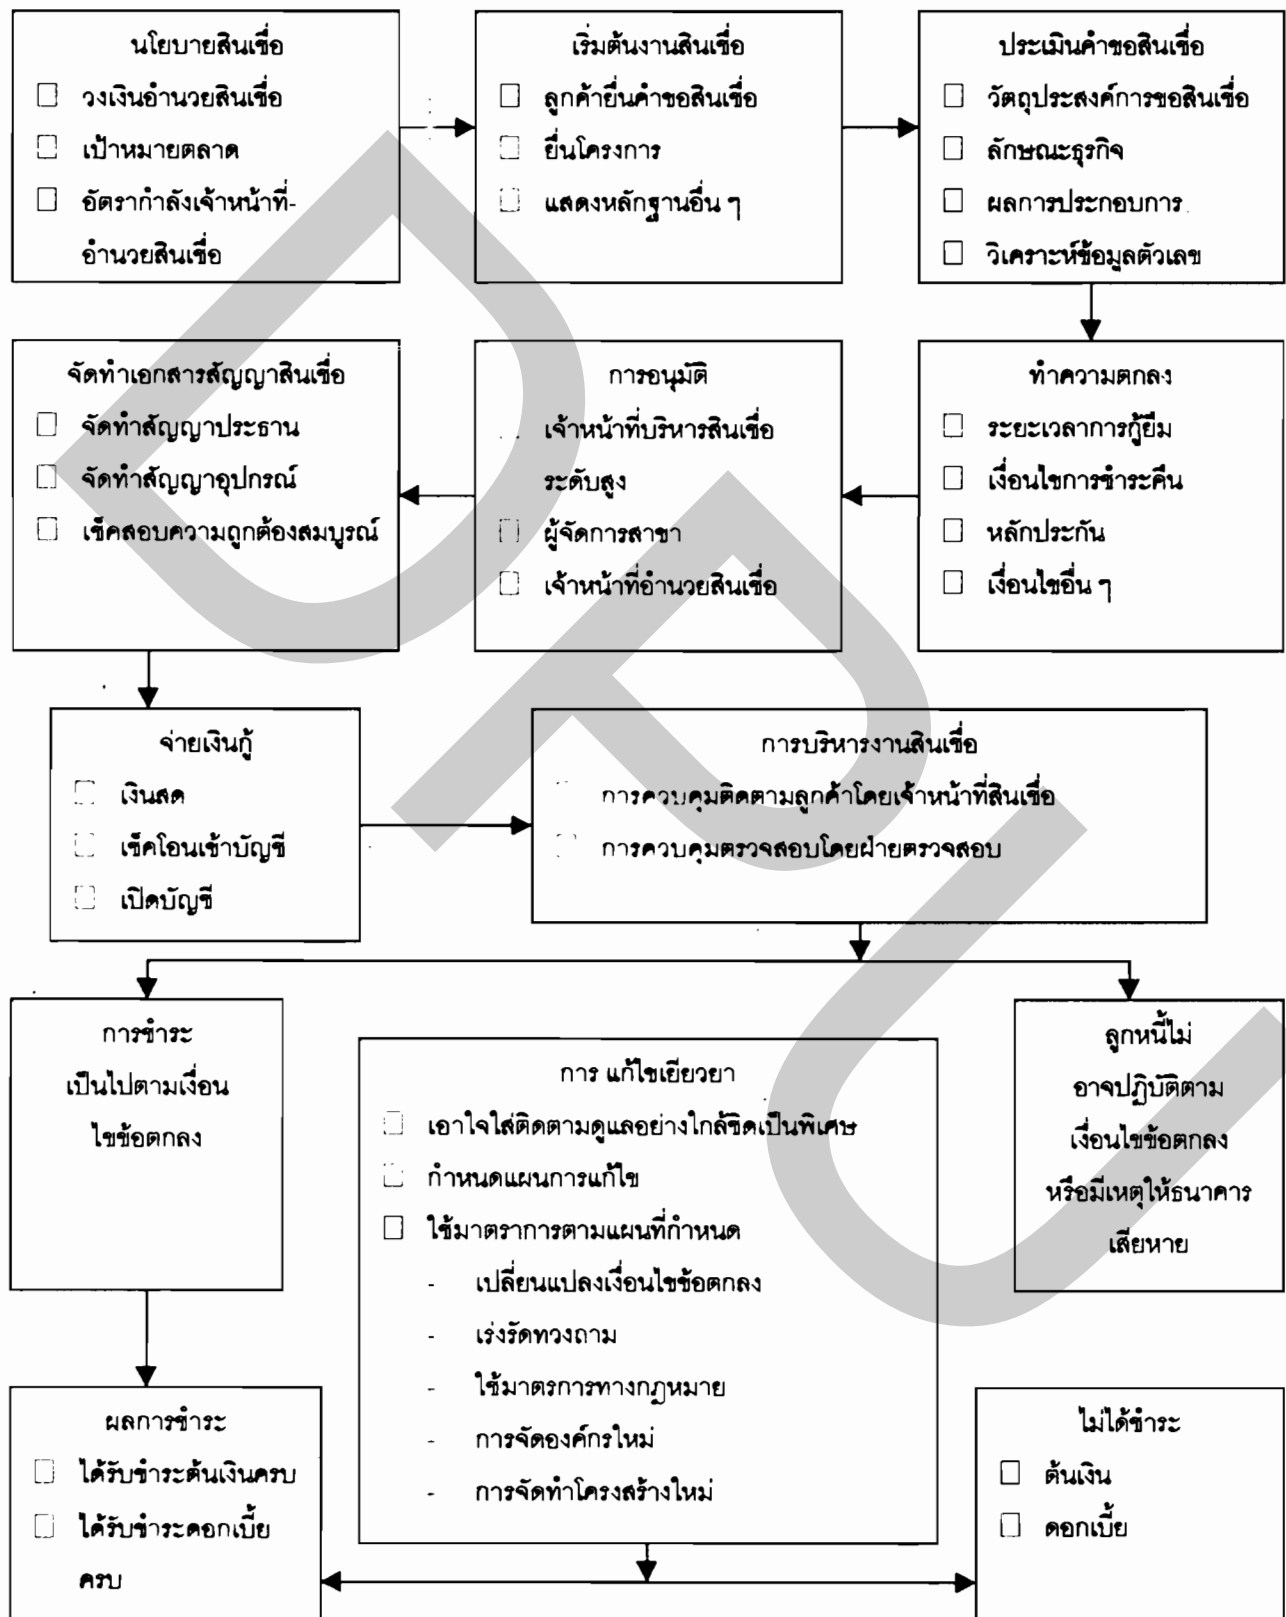 นโยบายสินเชื่อ
วงเงินอำนวยสินเชื่อ
เป้าหมายตลาด
อัตรากำลังเจ้าหน้าที่-
อำนวยสินเชื่อ
เริ่มต้นงานสินเชื่อ
ลูกค้ายื่นคำขอสินเชื่อ
ยื่นโครงการ
แสดงหลักฐานอื่น ๆ
ประเมินคำขอสินเชื่อ
วัตถุประสงค์การขอสินเชื่อ
ลักษณะธุรกิจ
ผลการประกอบการ
วิเคราะห์ข้อมูลตัวเลข
ทำความตกลง
ระยะเวลาการกู้ยืม
เงื่อนไขการชำระคืน
หลักประกัน
เงื่อนไขอื่น ๆ
การอนุมัติ
เจ้าหน้าที่บริหารสินเชื่อ
ระดับสูง
ผู้จัดการสาขา
เจ้าหน้าที่อำนวยสินเชื่อ
จัดทำเอกสารสัญญาสินเชื่อ
จัดทำสัญญาประธาน
จัดทำสัญญาอุปกรณ์
เช็คสอบความถูกต้องสมบูรณ์
จ่ายเงินกู้
เงินสด
เช็คโอนเข้าบัญชี
เปิดบัญชี
การบริหารงานสินเชื่อ
การควบคุมติดตามลูกค้าโดยเจ้าหน้าที่สินเชื่อ
การควบคุมตรวจสอบโดยฝ่ายตรวจสอบ
การชำระ
เป็นไปตามเงื่อน
ไขข้อตกลง
การ แก้ไขเยียวยา
เอาใจใส่ติดตามดูแลอย่างใกล้ชิดเป็นพิเศษ
กำหนดแผนการแก้ไข
ใช้มาตราการตามแผนที่กำหนด
- เปลี่ยนแปลงเงื่อนไขข้อตกลง
- เร่งรัดทวงถาม
- ใช้มาตรการทางกฎหมาย
- การจัดองค์กรใหม่
- การจัดทำโครงสร้างใหม่
ลูกหนี้ไม่
อาจปฏิบัติตาม
เงื่อนไขข้อตกลง
หรือมีเหตุให้ธนาคาร
เสียหาย
ผลการชำระ
ได้รับชำระต้นเงินครบ
ได้รับชำระดอกเบี้ย
ครบ
ไม่ได้ชำระ
ต้นเงิน
ดอกเบี้ย
DPU